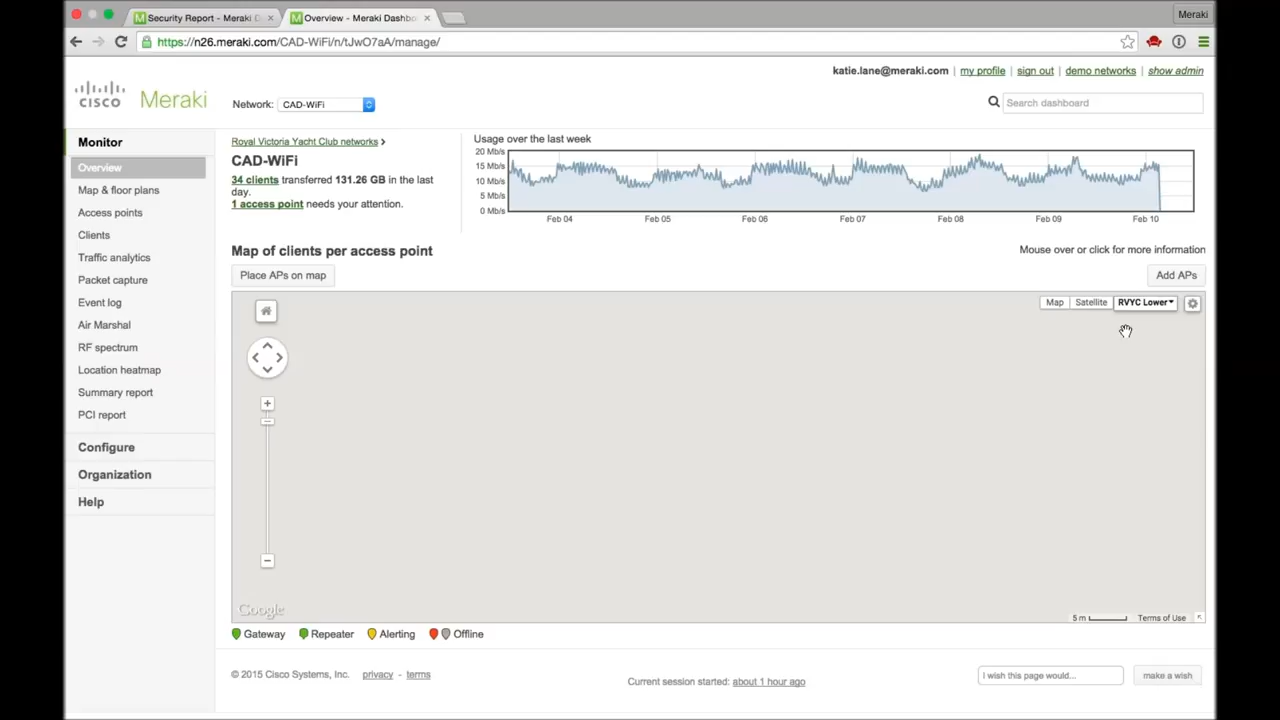 Security Report - Meraki D
Overview - Meraki Dashbo
Meraki
https://n26.meraki.com/CAD-WiFi/n/tJwO7aA/manage/
katie.lane@meraki.com | my profile | sign out | demo networks | show admin
CISCO Meraki
Network: CAD-WiFi
Search dashboard
Monitor
Overview
Map & floor plans
Access points
Clients
Traffic analytics
Packet capture
Event log
Air Marshal
RF spectrum
Location heatmap
Summary report
PCI report
Configure
Organization
Help
Royal Victoria Yacht Club networks
CAD-WiFi
34 clients transferred 131.26 GB in the last
day.
1 access point needs your attention.
Usage over the last week
20 Mb/s
15 Mb/s
10 Mb/s
5 Mb/s
0 Mb/s
Feb 04 Feb 05 Feb 06 Feb 07 Feb 08 Feb 09 Feb 10
Map of clients per access point
Mouse over or click for more information
Place APs on map
Add APs
Map Satellite RVYC Lower
Google
5 m
Terms of Use
Gateway Repeater Alerting Offline
© 2015 Cisco Systems, Inc. privacy - terms
Current session started: about 1 hour ago
I wish this page would...
make a wish